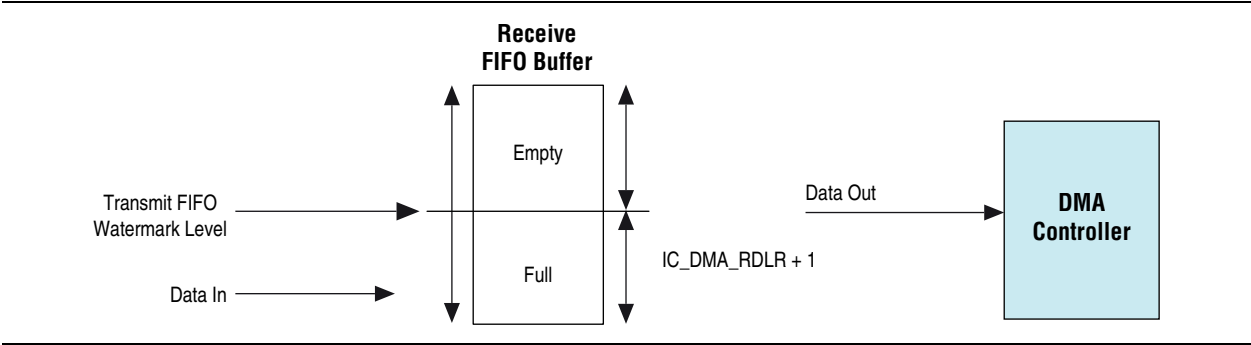 Receive
FIFO Buffer
Empty
Transmit FIFO
Watermark Level
Data Out
DMA
Controller
IC_DMA_RDLR + 1
Full
Data In